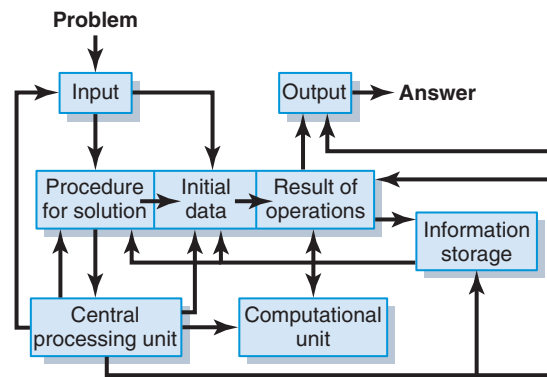 Problem
Input
Output
Answer
Procedure
for solution
Initial
data
Result of
operations
Information
storage
Central
processing unit
Computational
unit